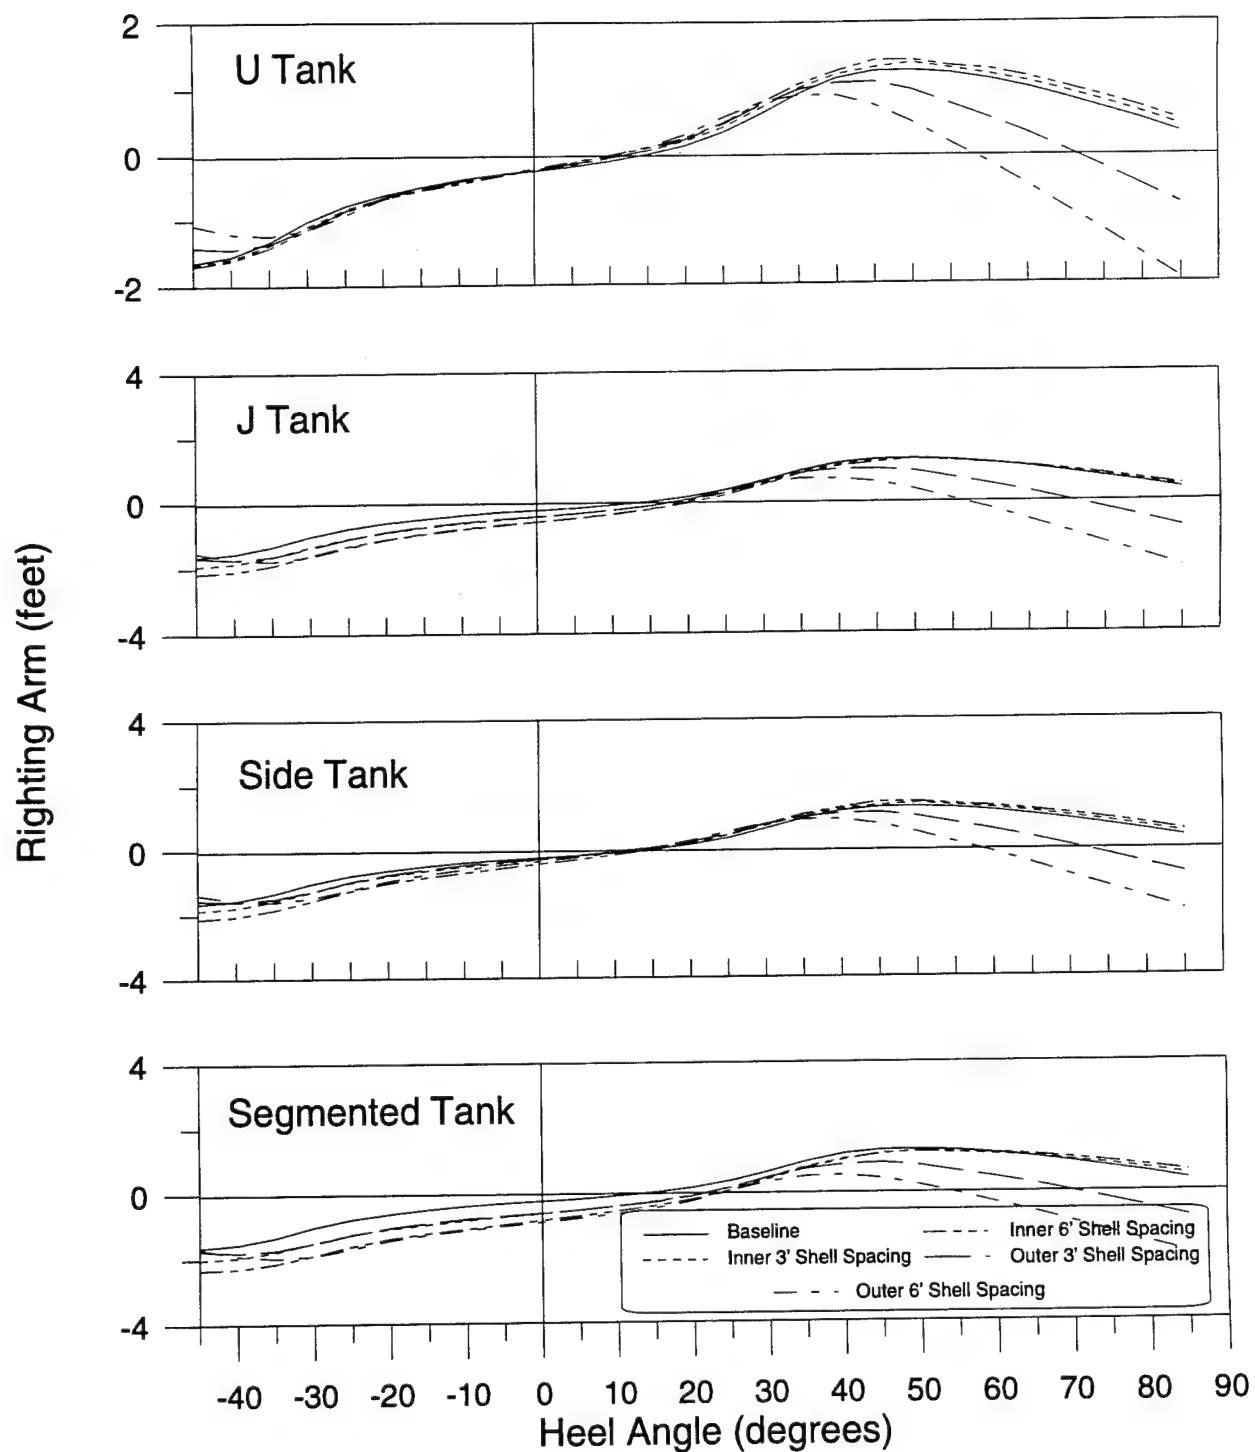 Righting Arm (feet)
2
U Tank
0
-2
4
J Tank
0
-4
4
Side Tank
0
-4
4
Segmented Tank
0
Baseline
Inner 6' Shell Spacing
Inner 3' Shell Spacing
Outer 3' Shell Spacing
Outer 6' Shell Spacing
-4
-40 -30 -20 -10 0 10 20 30 40 50 60 70 80 90
Heel Angle (degrees)